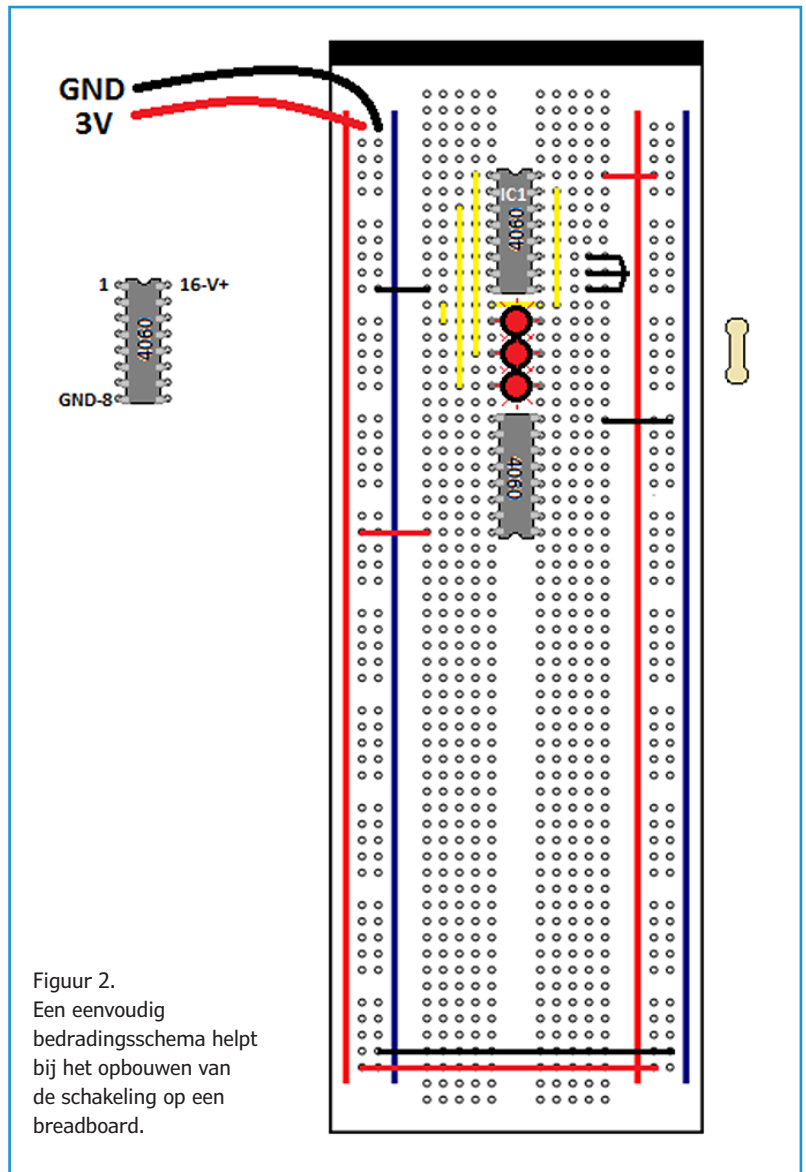 GND
3V
IC1
4060
1
16-V+
4060
GND-8
4060
Figuur 2.
Een eenvoudig
bedradingsschema helpt
bij het opbouwen van
de schakeling op een
breadboard.